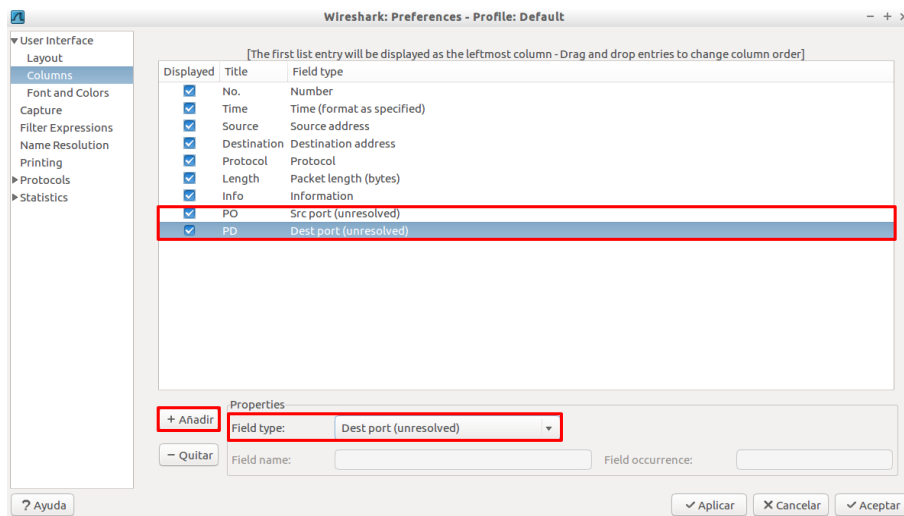 Wireshark: Preferences - Profile: Default
User Interface
Layout
Columns
Font and Colors
Capture
Filter Expressions
Name Resolution
Printing
Protocols
Statistics
[The first list entry will be displayed as the leftmost column - Drag and drop entries to change column order]
Displayed Title Field type
No. Number
Time Time (format as specified)
Source Source address
Destination Destination address
Protocol Protocol
Length Packet length (bytes)
Info Information
PO Src port (unresolved)
PD Dest port (unresolved)
Properties
+ Añadir
Field type: Dest port (unresolved)
− Quitar
Field name: Field occurrence:
? Ayuda
Aplicar Cancelar Aceptar